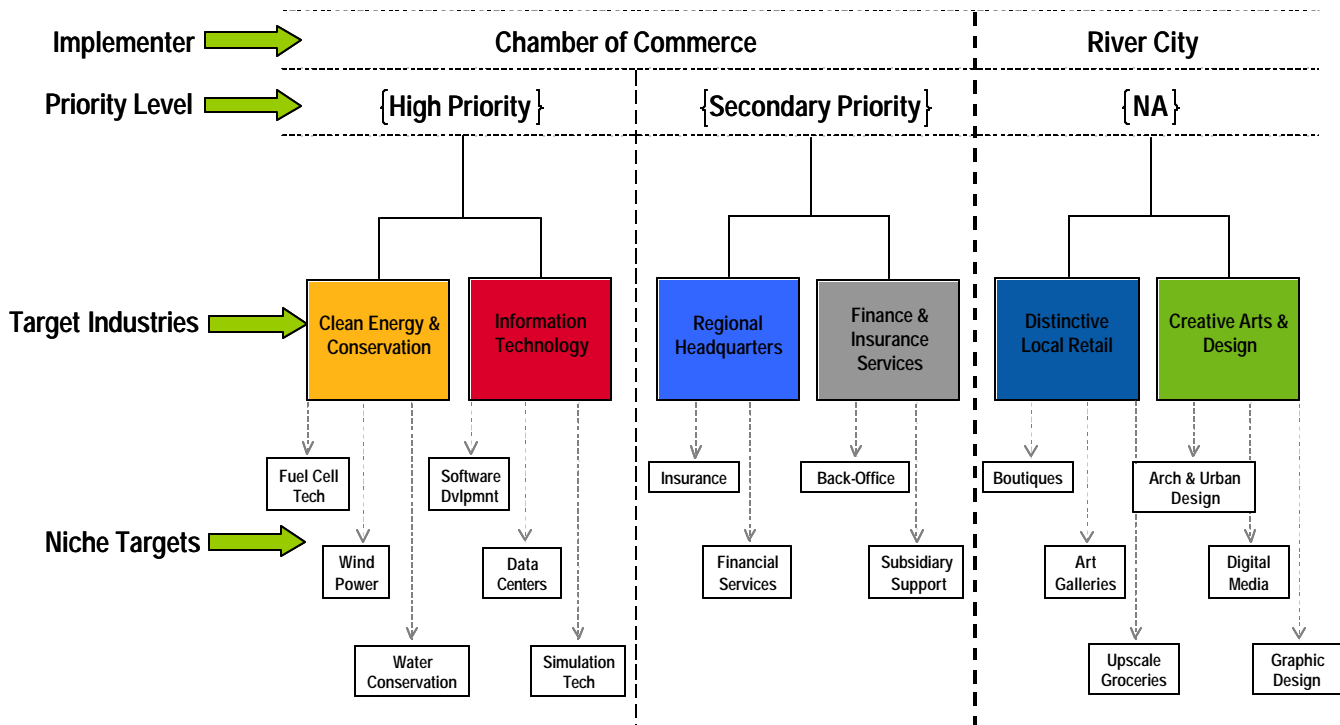 Implementer
Chamber of Commerce
River City
Priority Level
{High Priority}
{Secondary Priority}
{NA}
Target Industries
Clean Energy &
Conservation
Information
Technology
Regional
Headquarters
Finance &
Insurance
Services
Distinctive
Local Retail
Creative Arts &
Design
Niche Targets
Fuel Cell
Tech
Wind
Power
Water
Conservation
Software
Dvlpmnt
Data
Centers
Simulation
Tech
Insurance
Financial
Services
Back-Office
Subsidiary
Support
Boutiques
Art
Galleries
Upscale
Groceries
Arch & Urban
Design
Digital
Media
Graphic
Design